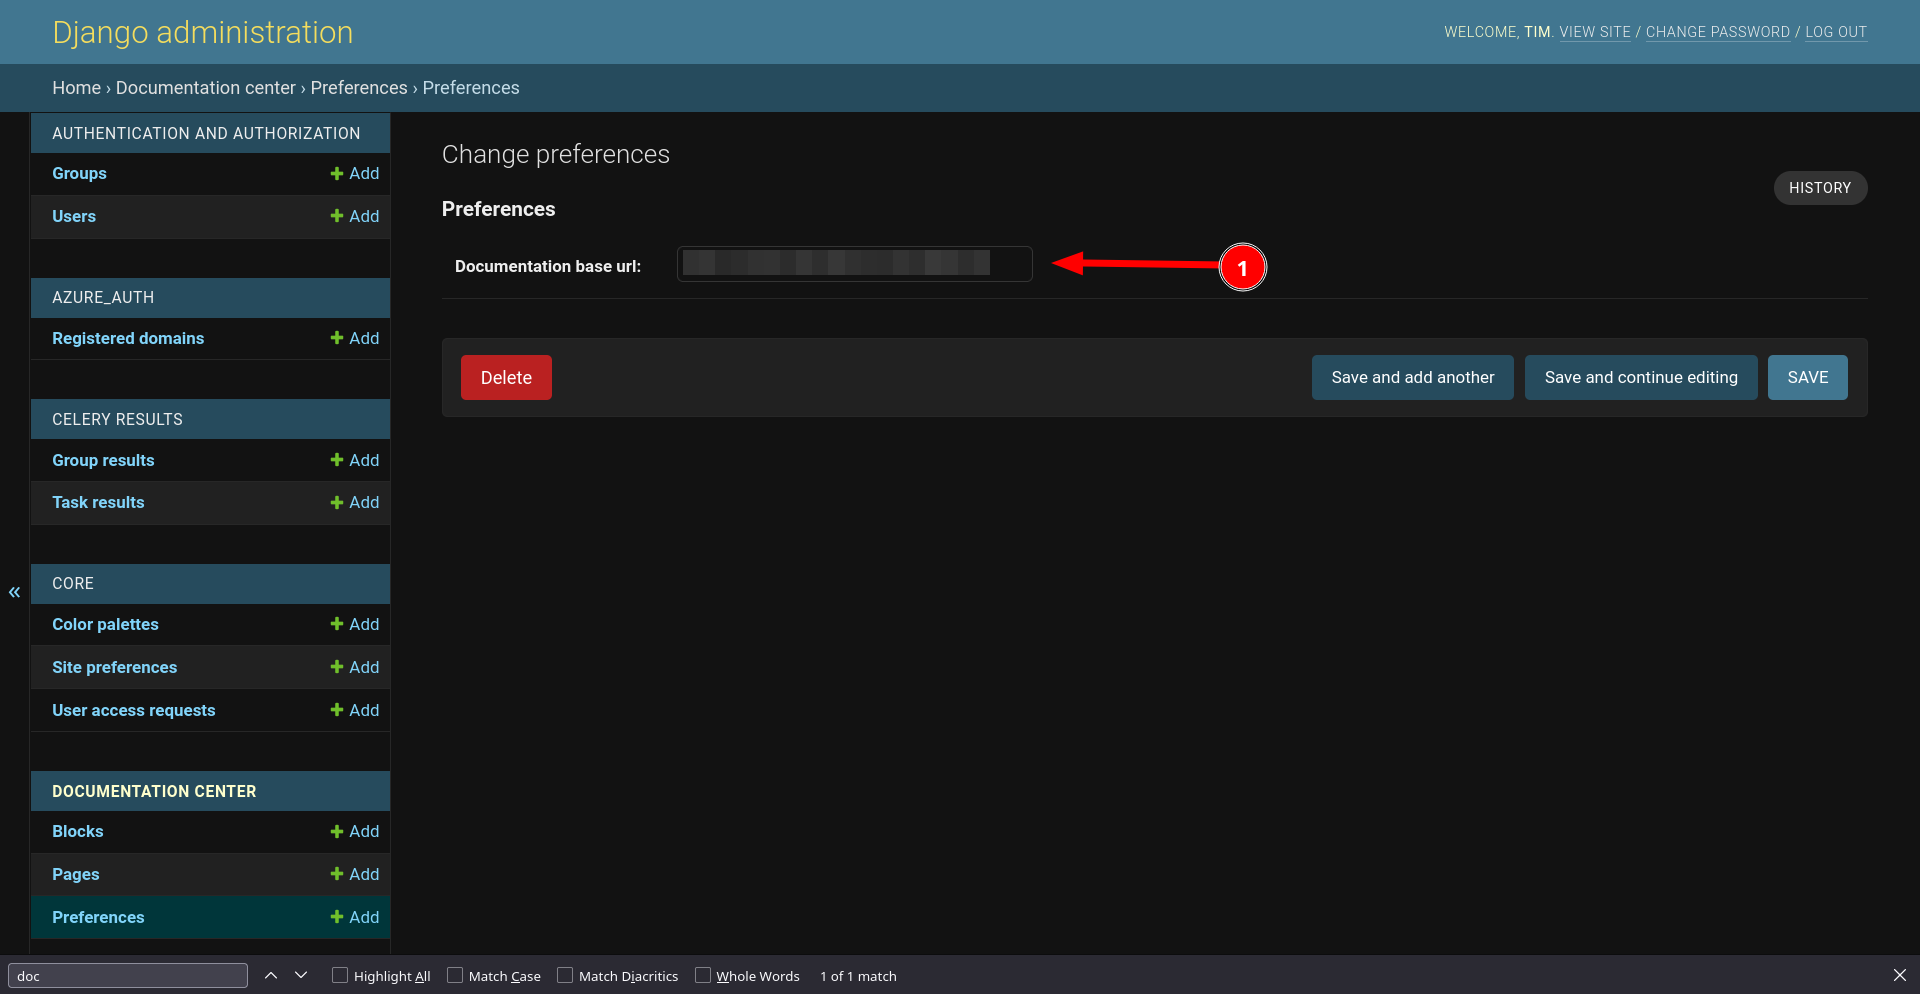 Django administration
WELCOME, TIM. VIEW SITE / CHANGE PASSWORD / LOG OUT
Home › Documentation center › Preferences › Preferences
AUTHENTICATION AND AUTHORIZATION
Groups + Add
Users + Add
AZURE_AUTH
Registered domains + Add
CELERY RESULTS
Group results + Add
Task results + Add
CORE
Color palettes + Add
Site preferences + Add
User access requests + Add
DOCUMENTATION CENTER
Blocks + Add
Pages + Add
Preferences + Add
«
Change preferences
HISTORY
Preferences
Documentation base url:
1
Delete
Save and add another
Save and continue editing
SAVE
doc
Highlight All
Match Case
Match Diacritics
Whole Words
1 of 1 match